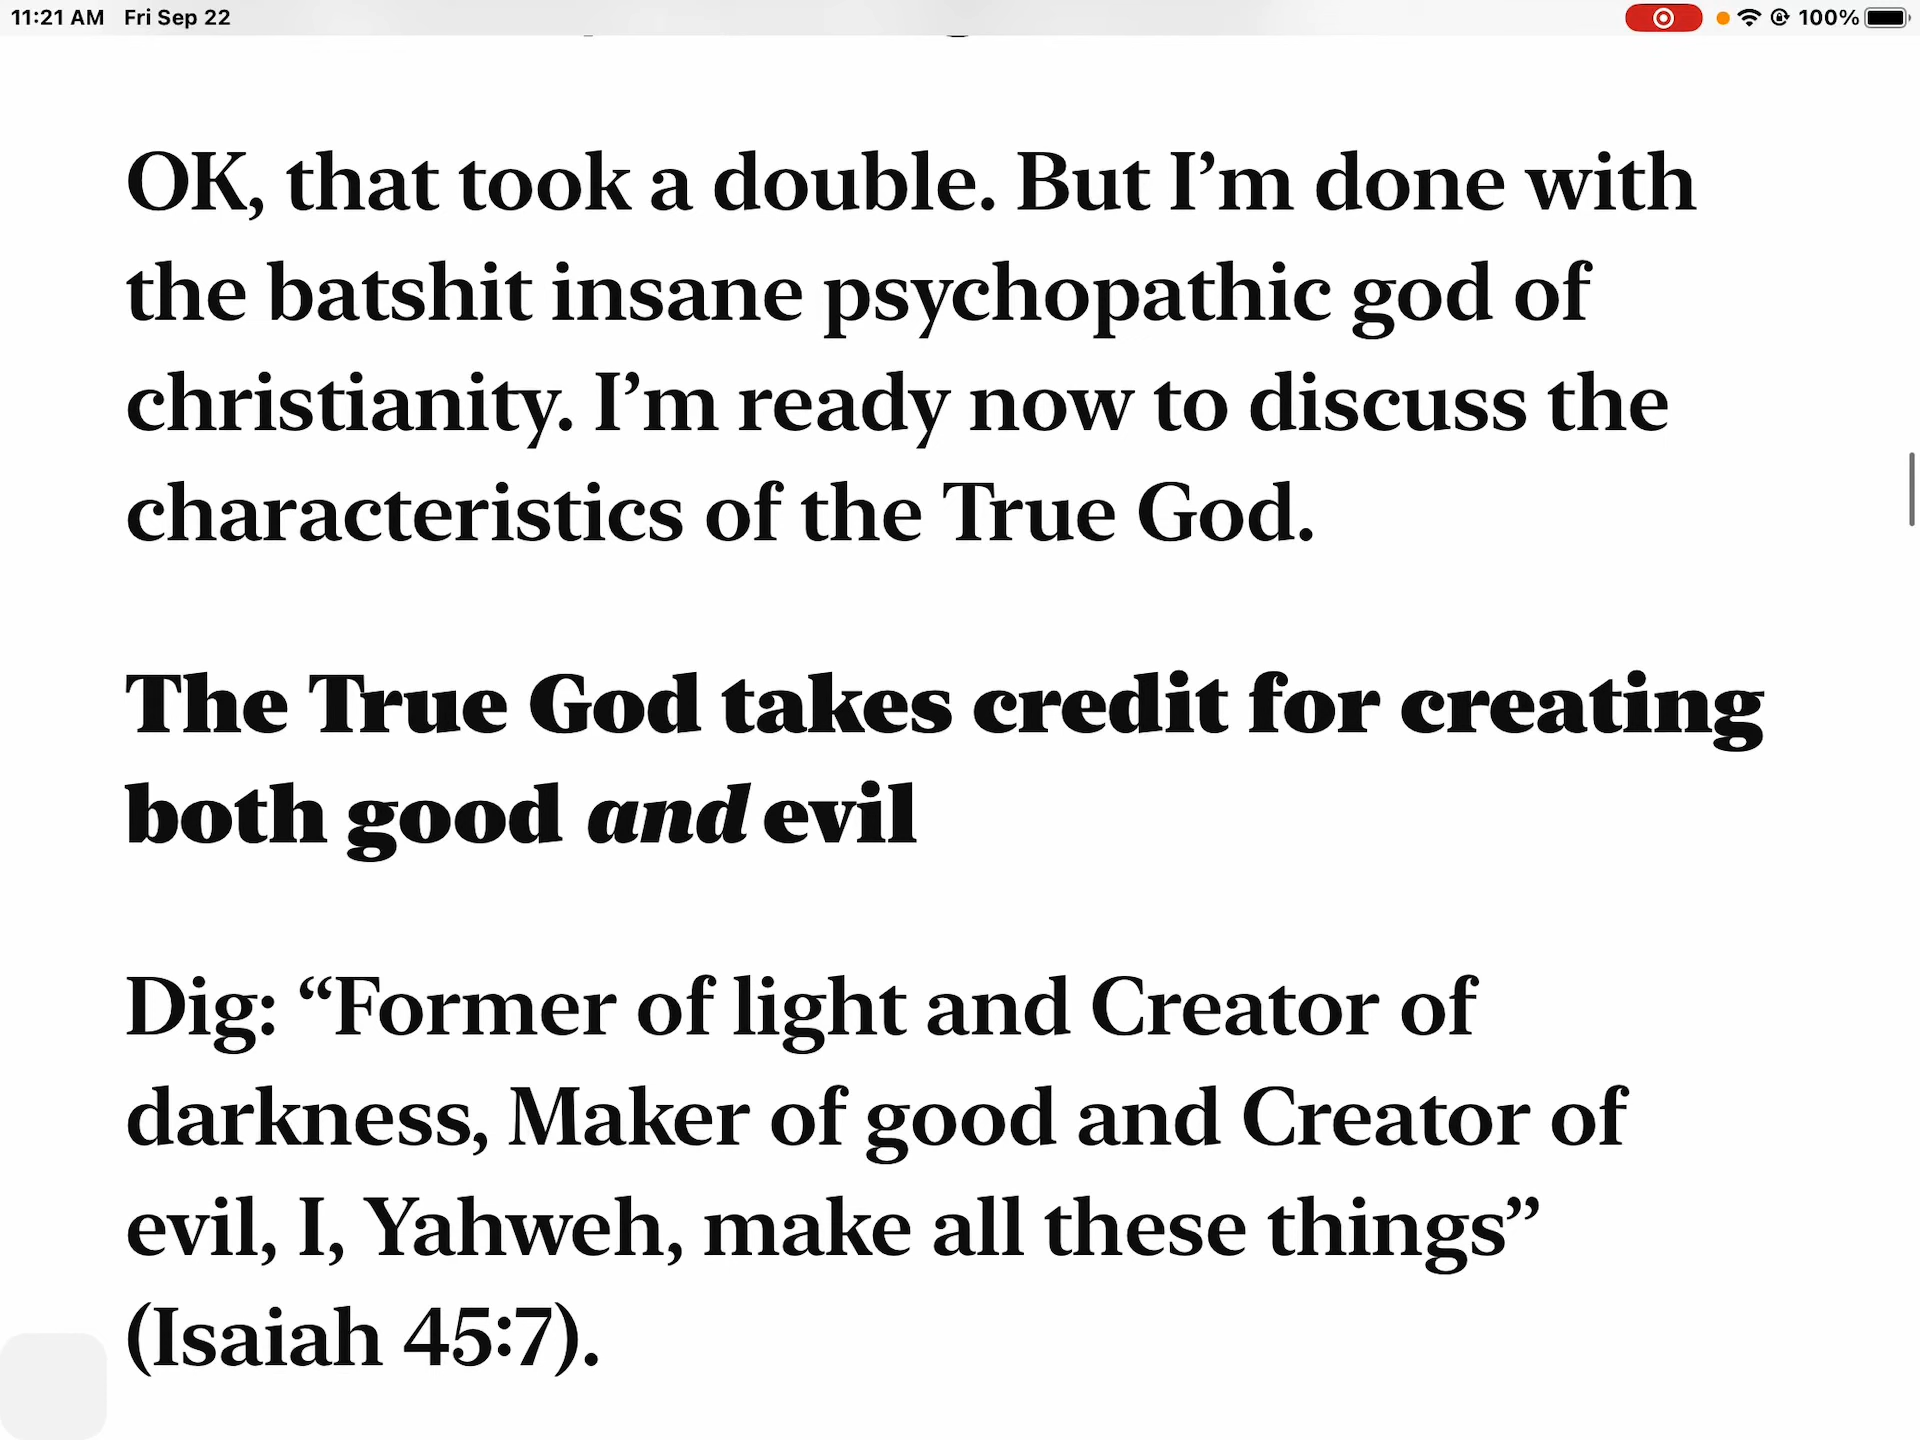 11:21 AM Fri Sep 22 100%
OK, that took a double. But I’m done with
the batshit insane psychopathic god of
christianity. I’m ready now to discuss the
characteristics of the True God.
The True God takes credit for creating
both good and evil
Dig: “Former of light and Creator of
darkness, Maker of good and Creator of
evil, I, Yahweh, make all these things”
(Isaiah 45:7).